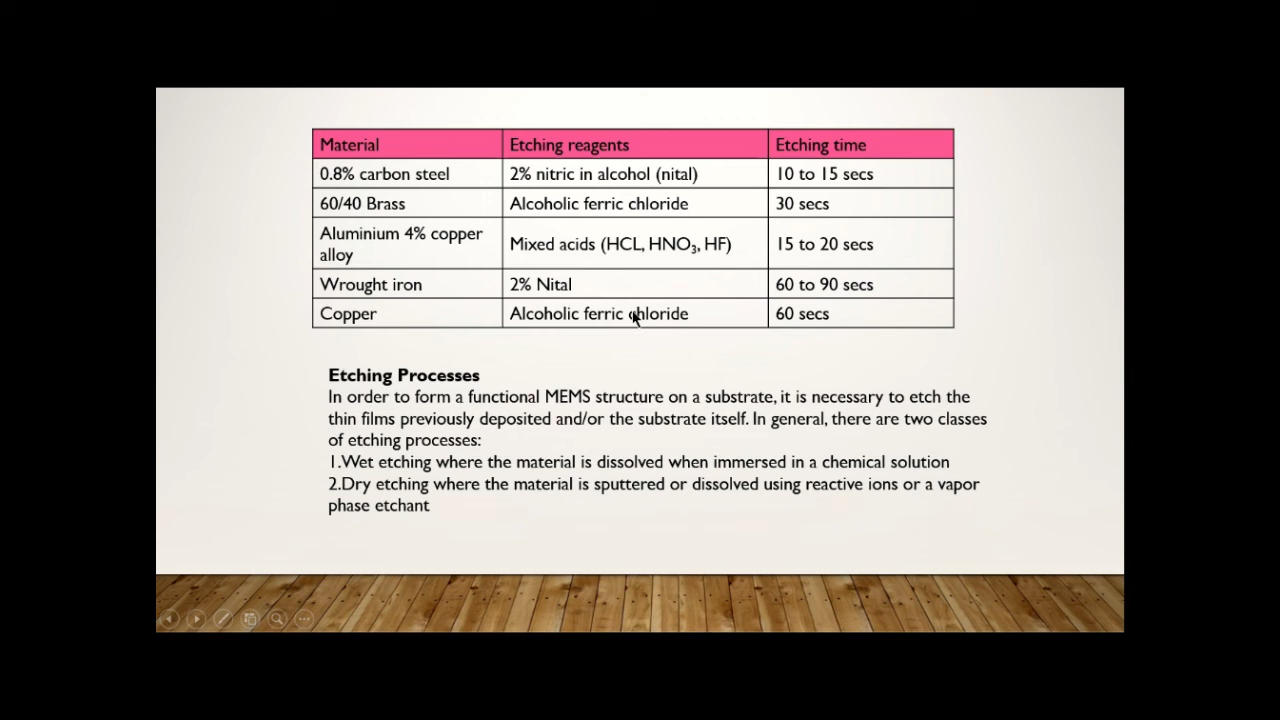 Material Etching reagents Etching time
0.8% carbon steel 2% nitric in alcohol (nital) 10 to 15 secs
60/40 Brass Alcoholic ferric chloride 30 secs
Aluminium 4% copper
alloy Mixed acids (HCL, HNO₃, HF) 15 to 20 secs
Wrought iron 2% Nital 60 to 90 secs
Copper Alcoholic ferric chloride 60 secs
Etching Processes
In order to form a functional MEMS structure on a substrate, it is necessary to etch the
thin films previously deposited and/or the substrate itself. In general, there are two classes
of etching processes:
1.Wet etching where the material is dissolved when immersed in a chemical solution
2.Dry etching where the material is sputtered or dissolved using reactive ions or a vapor
phase etchant